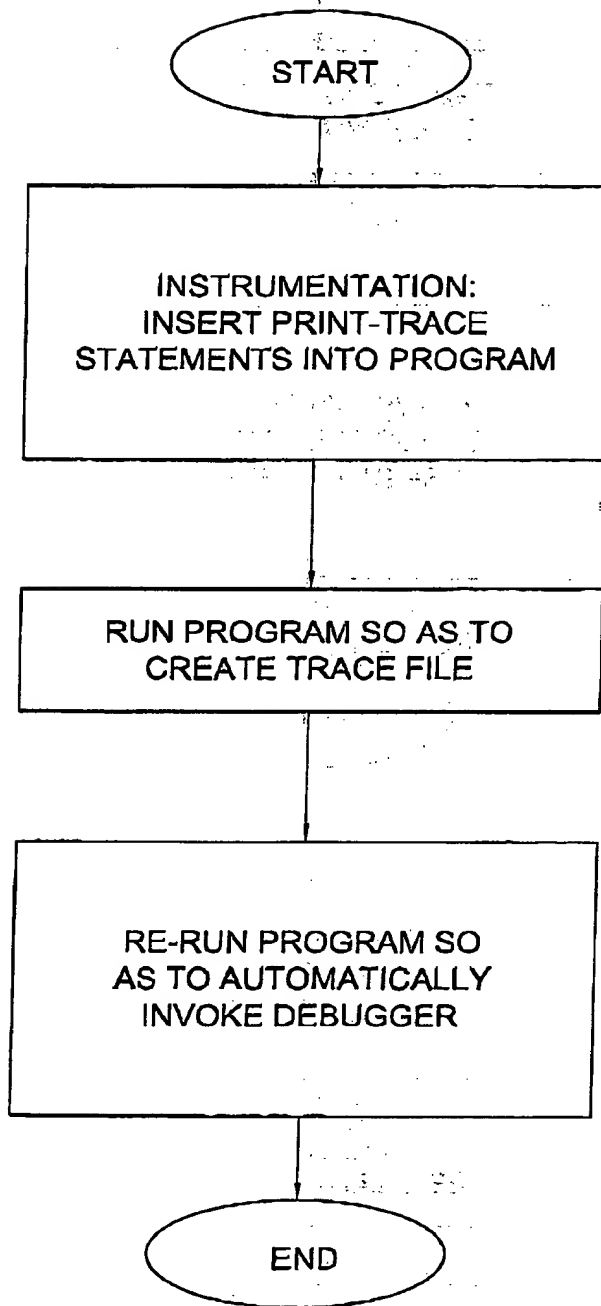 START
INSTRUMENTATION:
INSERT PRINT-TRACE
STATEMENTS INTO PROGRAM
RUN PROGRAM SO AS TO
CREATE TRACE FILE
RE-RUN PROGRAM SO
AS TO AUTOMATICALLY
INVOKE DEBUGGER
END